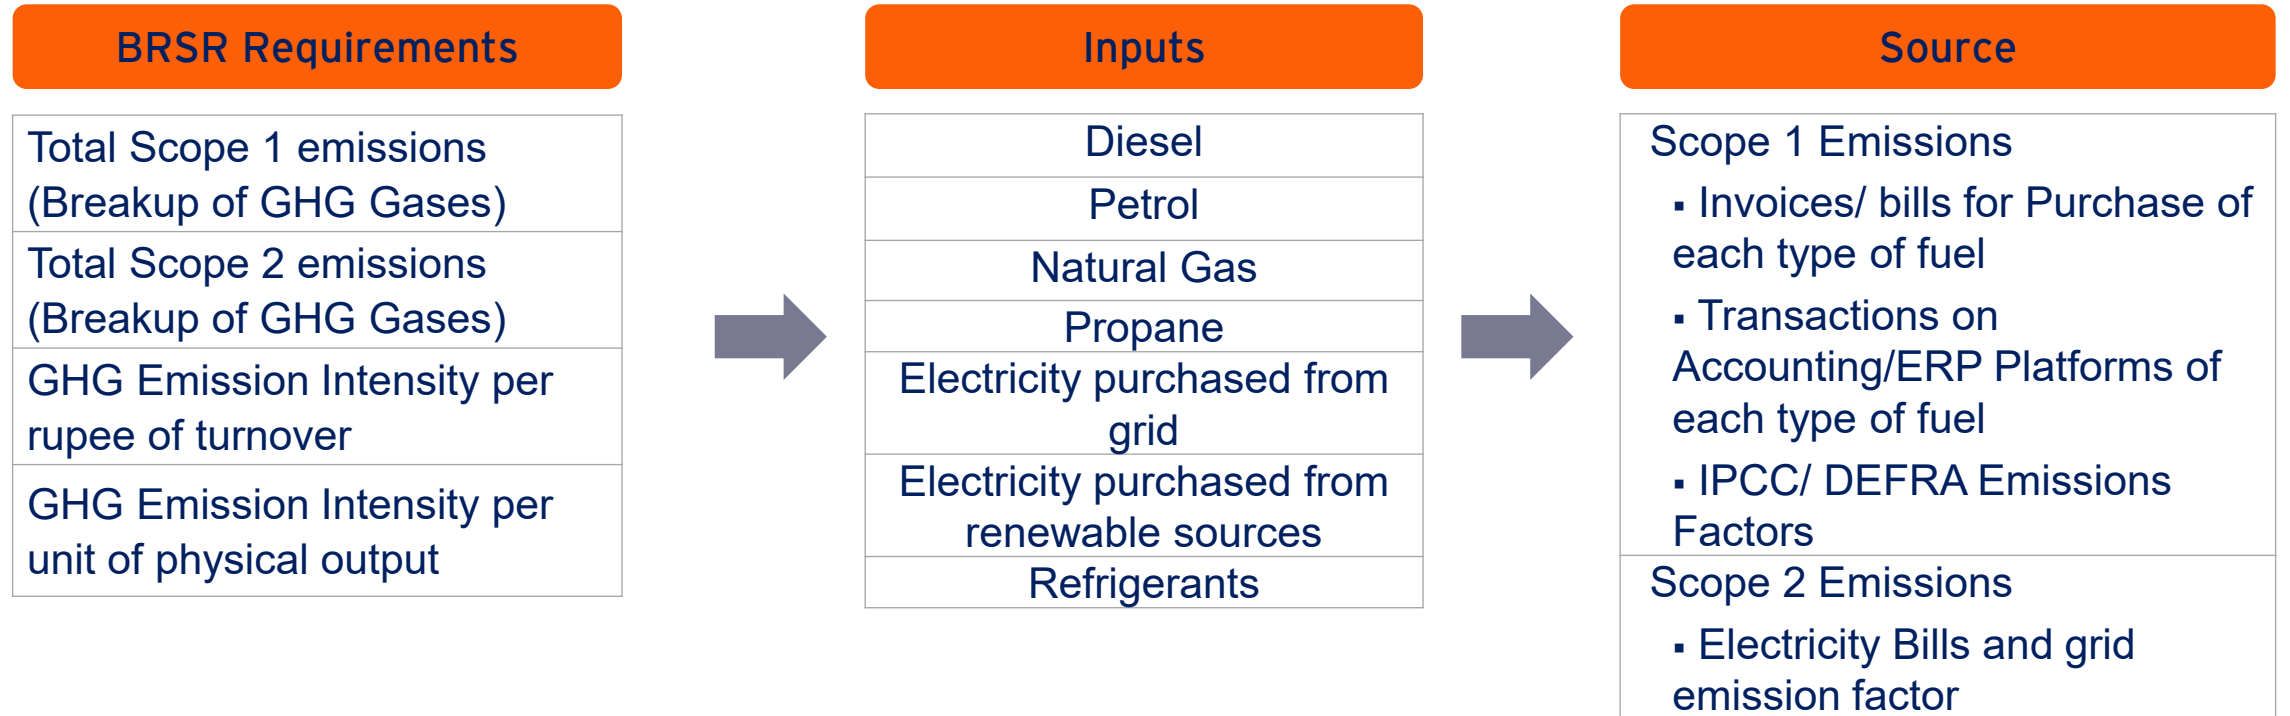 BRSR Requirements
Total Scope 1 emissions
(Breakup of GHG Gases)
Total Scope 2 emissions
(Breakup of GHG Gases)
GHG Emission Intensity per
rupee of turnover
GHG Emission Intensity per
unit of physical output
Inputs
Diesel
Petrol
Natural Gas
Propane
Electricity purchased from
grid
Electricity purchased from
renewable sources
Refrigerants
Source
Scope 1 Emissions
▪ Invoices/ bills for Purchase of
each type of fuel
▪ Transactions on
Accounting/ERP Platforms of
each type of fuel
▪ IPCC/ DEFRA Emissions
Factors
Scope 2 Emissions
▪ Electricity Bills and grid
emission factor